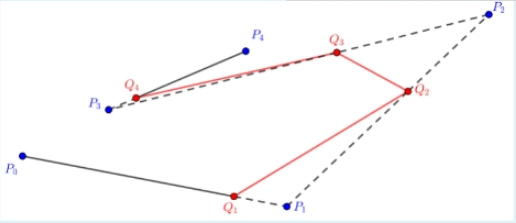 P₂
P₄
Q₃
Q₄
Q₂
P₃
P₀
Q₁
P₁